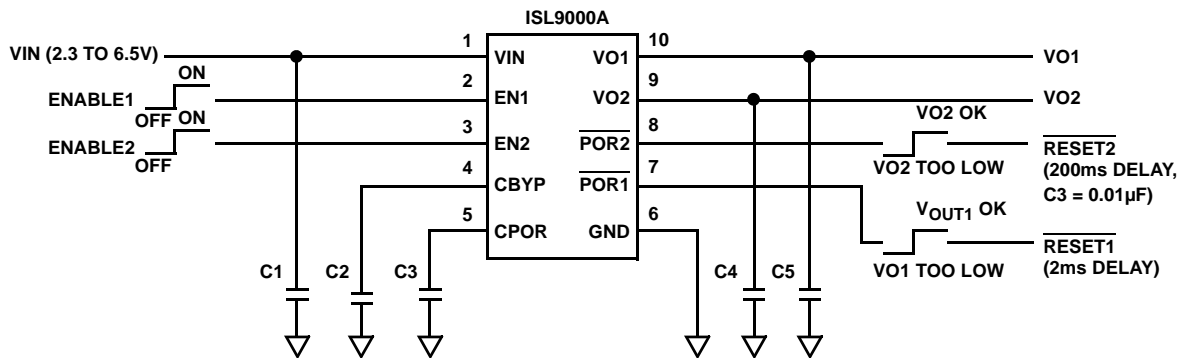 ISL9000A
VIN (2.3 TO 6.5V)
1
VIN
VO1
10
VO1
ON
ENABLE1
OFF
2
EN1
VO2
9
VO2
ON
ENABLE2
OFF
3
EN2
POR2
8
VO2 OK
VO2 TOO LOW
RESET2
(200ms DELAY,
C3 = 0.01µF)
4
CBYP
POR1
7
5
CPOR
GND
6
VOUT1 OK
VO1 TOO LOW
RESET1
(2ms DELAY)
C1
C2
C3
C4
C5